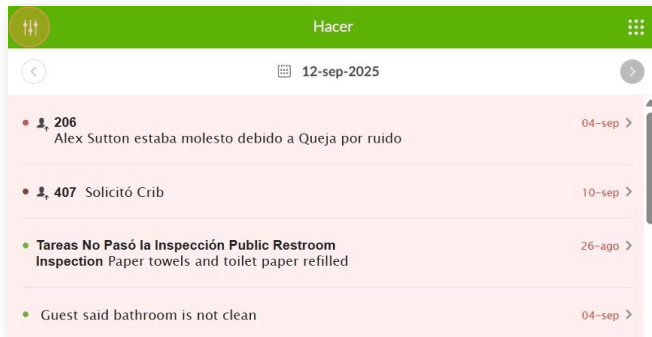 Hacer
12-sep-2025
206 04-sep
Alex Sutton estaba molesto debido a Queja por ruido
407 Solicitó Crib 10-sep
Tareas No Pasó la Inspección Public Restroom 26-ago
Inspection Paper towels and toilet paper refilled
Guest said bathroom is not clean 04-sep